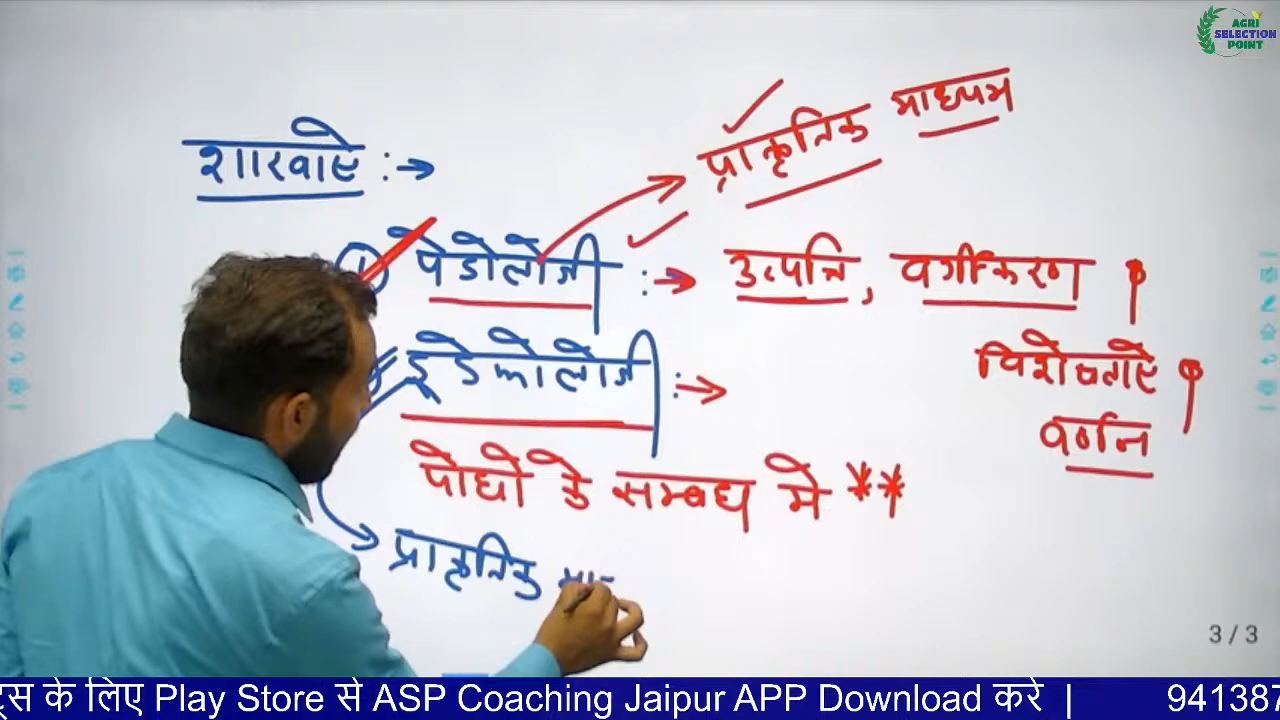 AGRI
SELECTION
POINT
प्राकृतिक माध्यम
शाखाऐ :→
पेडोलोजी :→ उत्पत्ति, वर्गीकरण
इडेफोलोजी :→
विशेषताऐ
वर्णन
पोधो के सम्बध मे **
प्राकृतिक
3 / 3
के लिए Play Store से ASP Coaching Jaipur APP Download करे | 941387